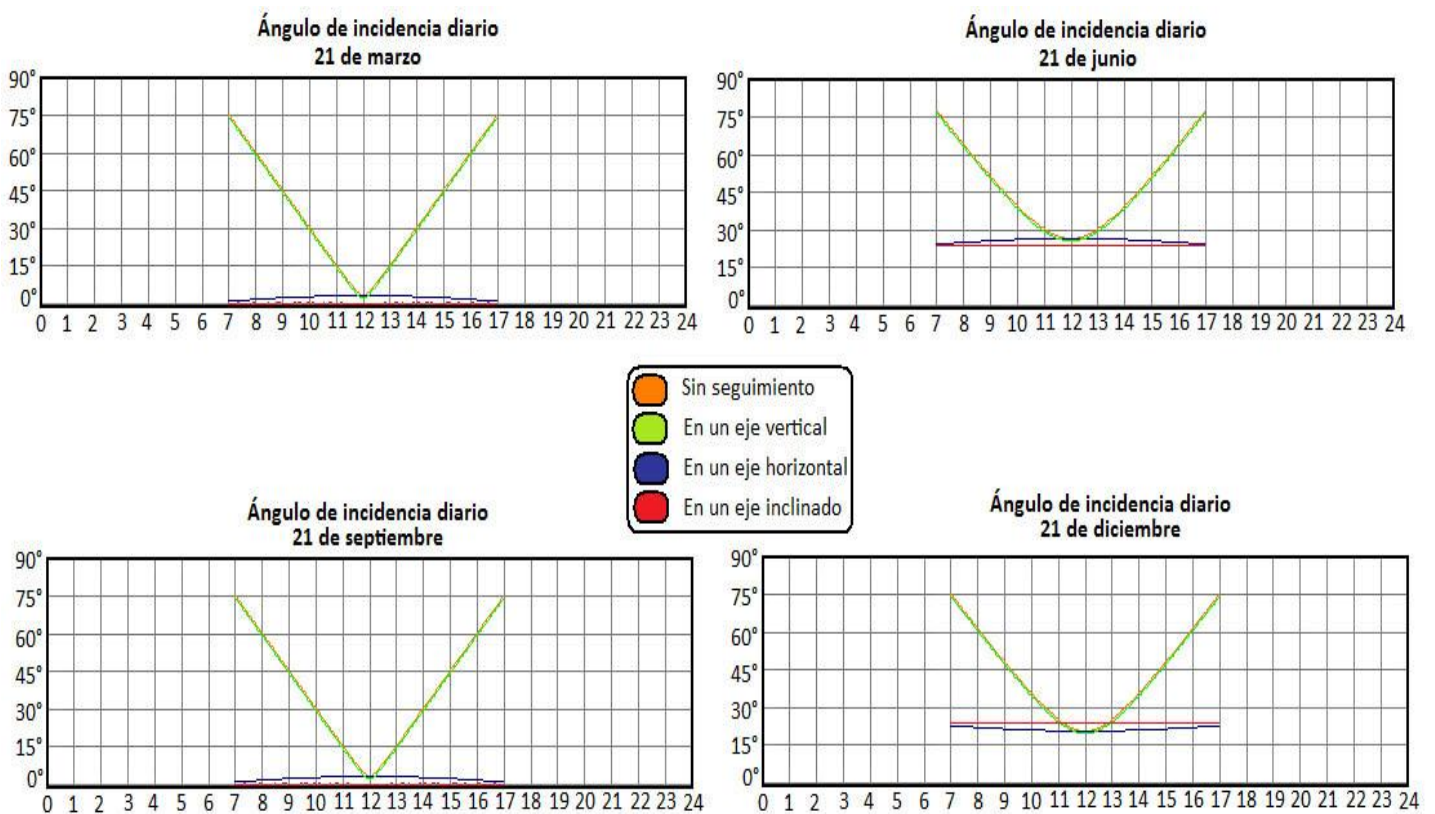 Ángulo de incidencia diario
21 de marzo
90°
75°
60°
45°
30°
15°
0°
0 1 2 3 4 5 6 7 8 9 10 11 12 13 14 15 16 17 18 19 20 21 22 23 24
Ángulo de incidencia diario
21 de junio
90°
75°
60°
45°
30°
15°
0°
0 1 2 3 4 5 6 7 8 9 10 11 12 13 14 15 16 17 18 19 20 21 22 23 24
Sin seguimiento
En un eje vertical
En un eje horizontal
En un eje inclinado
Ángulo de incidencia diario
21 de septiembre
90°
75°
60°
45°
30°
15°
0°
0 1 2 3 4 5 6 7 8 9 10 11 12 13 14 15 16 17 18 19 20 21 22 23 24
Ángulo de incidencia diario
21 de diciembre
90°
75°
60°
45°
30°
15°
0°
0 1 2 3 4 5 6 7 8 9 10 11 12 13 14 15 16 17 18 19 20 21 22 23 24